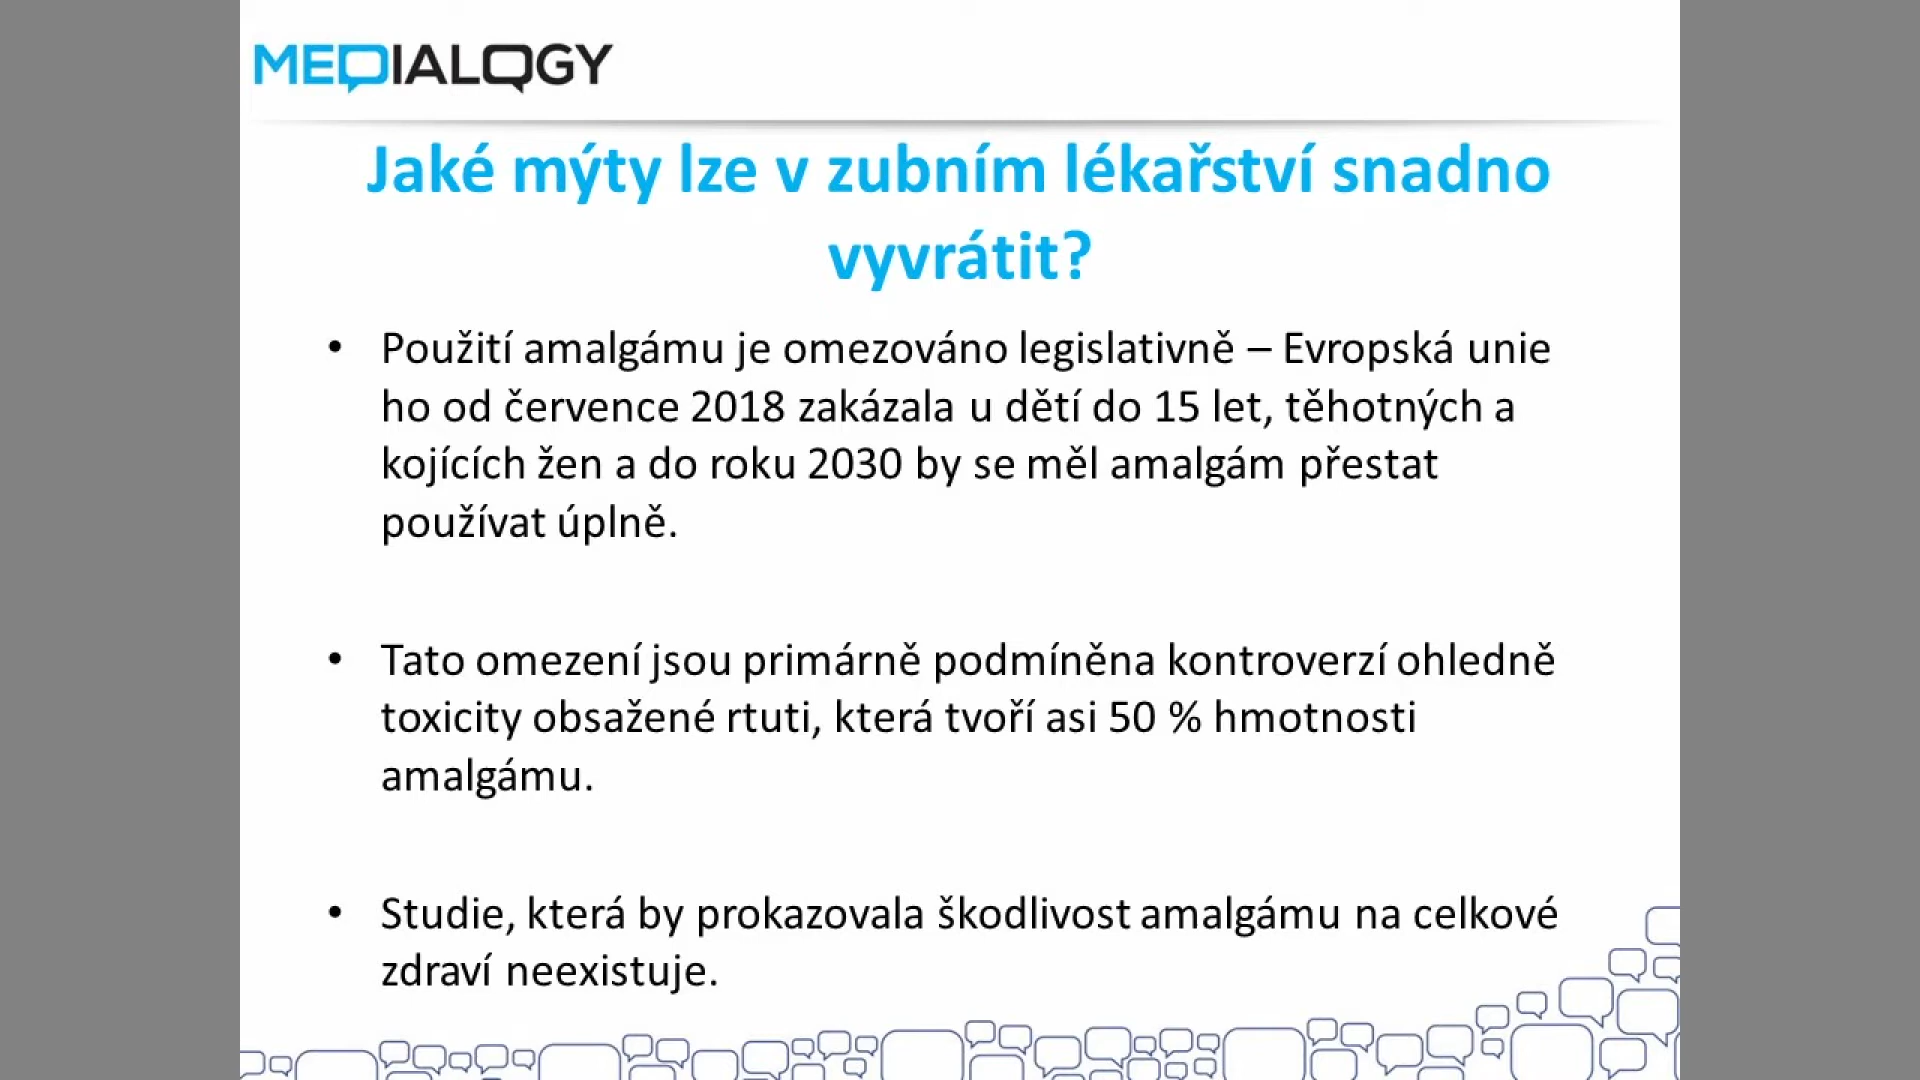 MEDIALOGY
Jaké mýty lze v zubním lékařství snadno
vyvrátit?
• Použití amalgámu je omezováno legislativně – Evropská unie
ho od července 2018 zakázala u dětí do 15 let, těhotných a
kojících žen a do roku 2030 by se měl amalgám přestat
používat úplně.
• Tato omezení jsou primárně podmíněna kontroverzí ohledně
toxicity obsažené rtuti, která tvoří asi 50 % hmotnosti
amalgámu.
• Studie, která by prokazovala škodlivost amalgámu na celkové
zdraví neexistuje.